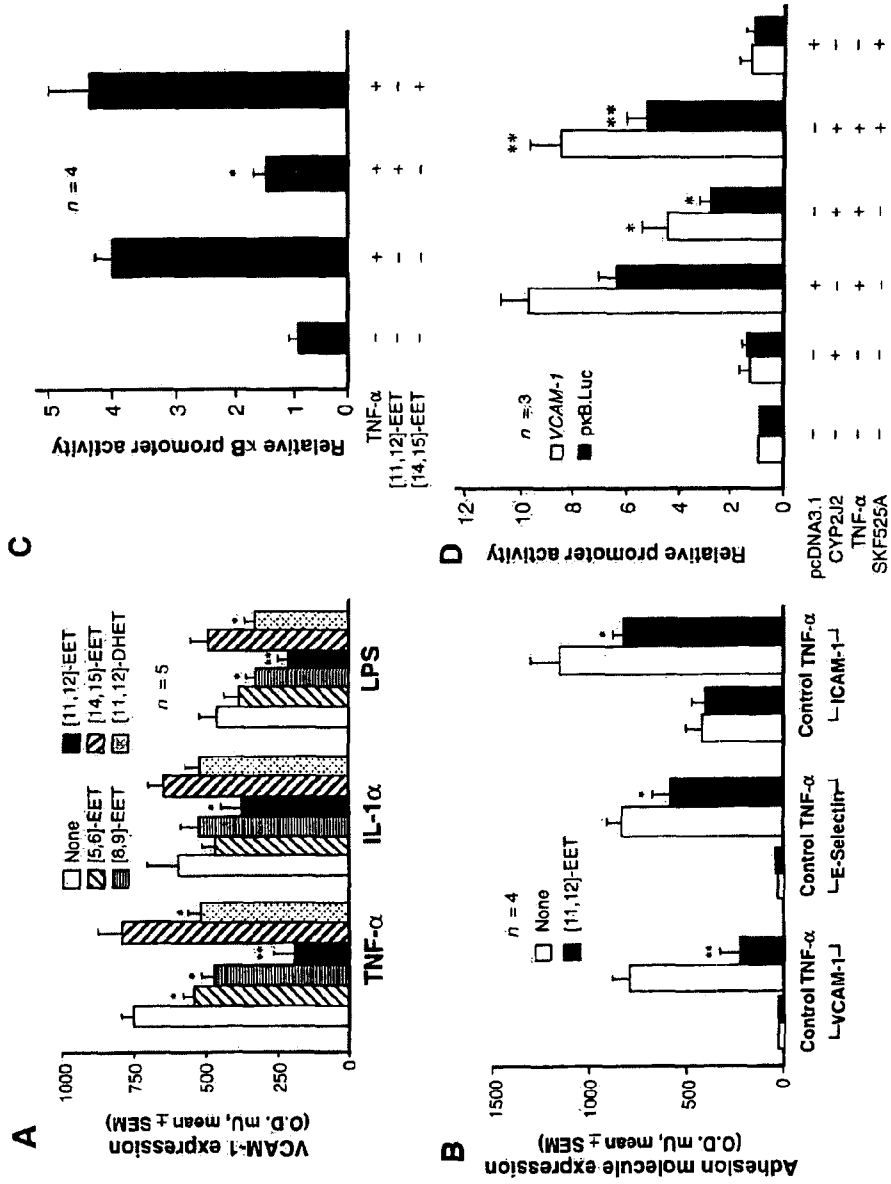 A
VCAM-1 expression
(O.D. mU, mean ± SEM)
1000
750
500
250
0
None
[5,6]-EET
[8,9]-EET
[11,12]-EET
[14,15]-EET
[11,12]-DHET
n = 5
*
*
**
*
*
*
**
*
TNF-α
IL-1α
LPS
B
Adhesion molecule expression
(O.D. mU, mean ± SEM)
1500
1000
500
0
n = 4
None
[11,12]-EET
**
*
*
Control TNF-α
VCAM-1
Control TNF-α
E-Selectin
Control TNF-α
ICAM-1
C
Relative κB promoter activity
5
4
3
2
1
0
n = 4
*
TNF-α - + + +
[11,12]-EET - - + -
[14,15]-EET - - - +
D
Relative promoter activity
12
10
8
6
4
2
0
n = 3
VCAM-1
pκB.Luc
*
*
**
**
pcDNA3.1 - - + - - +
CYP2J2 - + - + + -
TNF-α - - + + + -
SKF525A - - - - + +